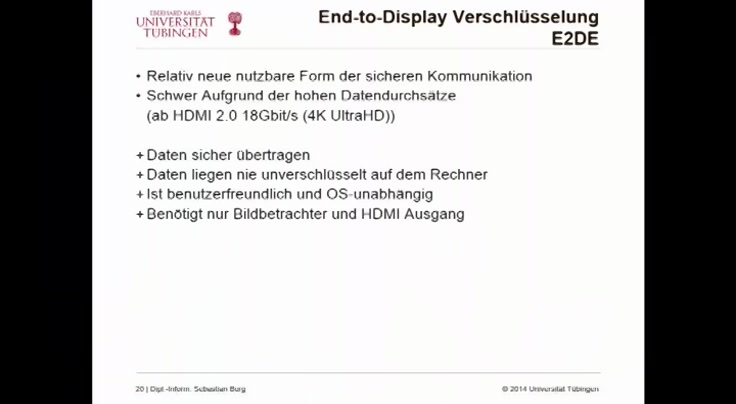 EBERHARD KARLS
UNIVERSITÄT
TÜBINGEN
End-to-Display Verschlüsselung
E2DE
• Relativ neue nutzbare Form der sicheren Kommunikation
• Schwer Aufgrund der hohen Datendurchsätze
(ab HDMI 2.0 18Gbit/s (4K UltraHD))
+ Daten sicher übertragen
+ Daten liegen nie unverschlüsselt auf dem Rechner
+ Ist benutzerfreundlich und OS-unabhängig
+ Benötigt nur Bildbetrachter und HDMI Ausgang
20 | Dipl.-Inform. Sebastian Burg
© 2014 Universität Tübingen